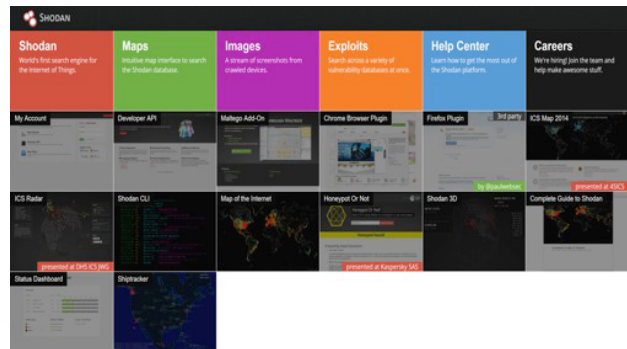 SHODAN
Shodan
World's first search engine for
the Internet of Things.
Maps
Intuitive map interface to search
the Shodan database.
Images
A stream of screenshots from
crawled devices.
Exploits
Search across a variety of
vulnerability databases at once.
Help Center
Learn how to get the most out of
the Shodan platform.
Careers
We're hiring! Join the team and
help make awesome stuff.
My Account
Developer API
Maltego Add-On
Chrome Browser Plugin
Firefox Plugin
3rd party
by @paulwebsec
ICS Map 2014
presented at 4SICS
ICS Radar
presented at DHS ICS JWG
Shodan CLI
Map of the Internet
Honeypot Or Not
presented at Kaspersky SAS
Shodan 3D
Complete Guide to Shodan
Status Dashboard
Shiptracker